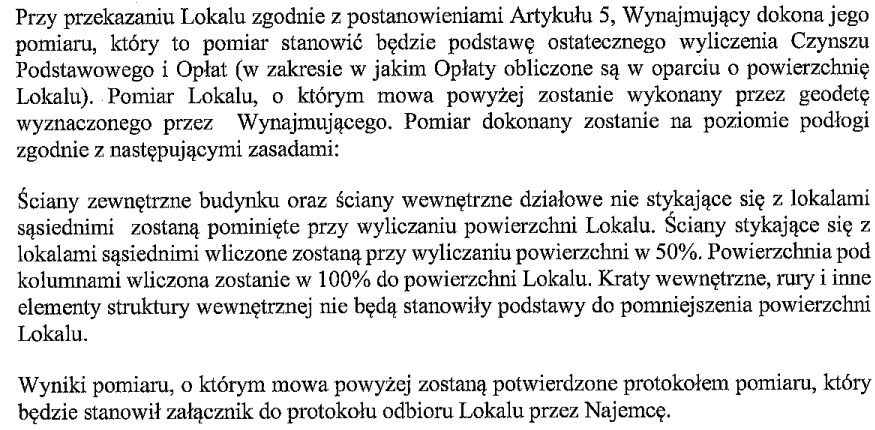 Przy przekazaniu Lokalu zgodnie z postanowieniami Artykułu 5, Wynajmujący dokona jego
pomiaru, który to pomiar stanowić będzie podstawę ostatecznego wyliczenia Czynszu
Podstawowego i Opłat (w zakresie w jakim Opłaty obliczone są w oparciu o powierzchnię
Lokalu). Pomiar Lokalu, o którym mowa powyżej zostanie wykonany przez geodetę
wyznaczonego przez Wynajmującego. Pomiar dokonany zostanie na poziomie podłogi
zgodnie z następującymi zasadami:
Ściany zewnętrzne budynku oraz ściany wewnętrzne działowe nie stykające się z lokalami
sąsiednimi zostaną pominięte przy wyliczaniu powierzchni Lokalu. Ściany stykające się z
lokalami sąsiednimi wliczone zostaną przy wyliczaniu powierzchni w 50%. Powierzchnia pod
kolumnami wliczona zostanie w 100% do powierzchni Lokalu. Kraty wewnętrzne, rury i inne
elementy struktury wewnętrznej nie będą stanowiły podstawy do pomniejszenia powierzchni
Lokalu.
Wyniki pomiaru, o którym mowa powyżej zostaną potwierdzone protokołem pomiaru, który
będzie stanowił załącznik do protokołu odbioru Lokalu przez Najemcę.